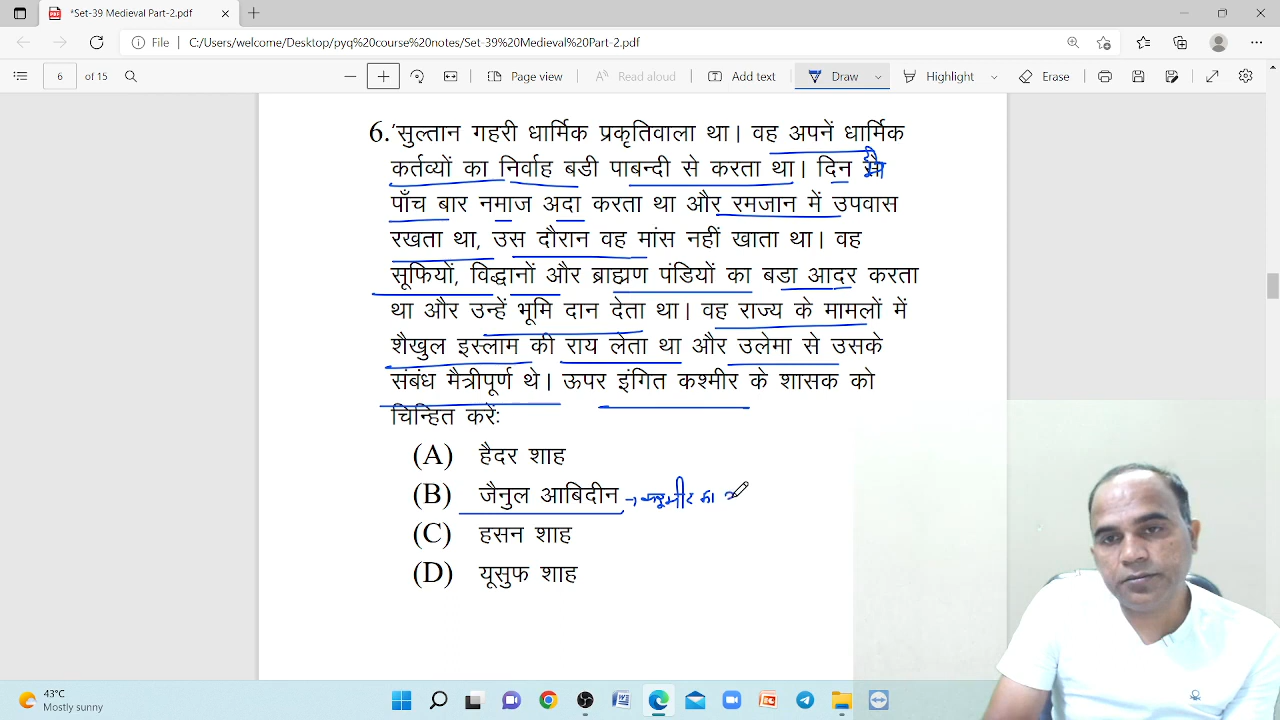 *Set-39 Medieval Part-2.pdf
File C:/Users/welcome/Desktop/pyq%20course%20notes/Set-39%20Medieval%20Part-2.pdf
6 of 15 Page view Read aloud Add text Draw Highlight Erase
6. 'सुल्तान गहरी धार्मिक प्रकृतिवाला था। वह अपनें धार्मिक
कर्तव्यों का निर्वाह बडी पाबन्दी से करता था। दिन
पाँच बार नमाज अदा करता था और रमजान में उपवास
रखता था, उस दौरान वह मांस नहीं खाता था। वह
सूफियों, विद्धानों और ब्राह्मण पंडियों का बडा आदर करता
था और उन्हें भूमि दान देता था। वह राज्य के मामलों में
शैखुल इस्लाम की राय लेता था और उलेमा से उसके
संबंध मैत्रीपूर्ण थे। ऊपर इंगित कश्मीर के शासक को
चिन्हित करेंः
(A) हैदर शाह
(B) जैनुल आबिदीन → कश्मीर का
(C) हसन शाह
(D) यूसुफ शाह
43°C
Mostly sunny